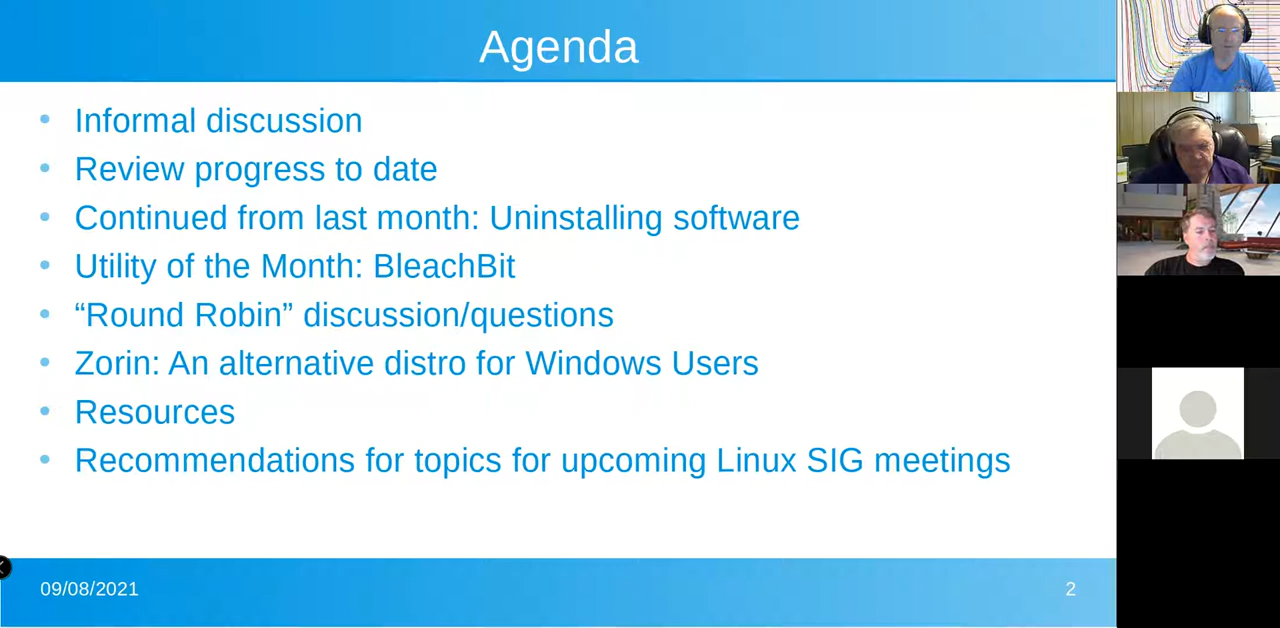 Agenda
Informal discussion
Review progress to date
Continued from last month: Uninstalling software
Utility of the Month: BleachBit
“Round Robin” discussion/questions
Zorin: An alternative distro for Windows Users
Resources
Recommendations for topics for upcoming Linux SIG meetings
09/08/2021
2